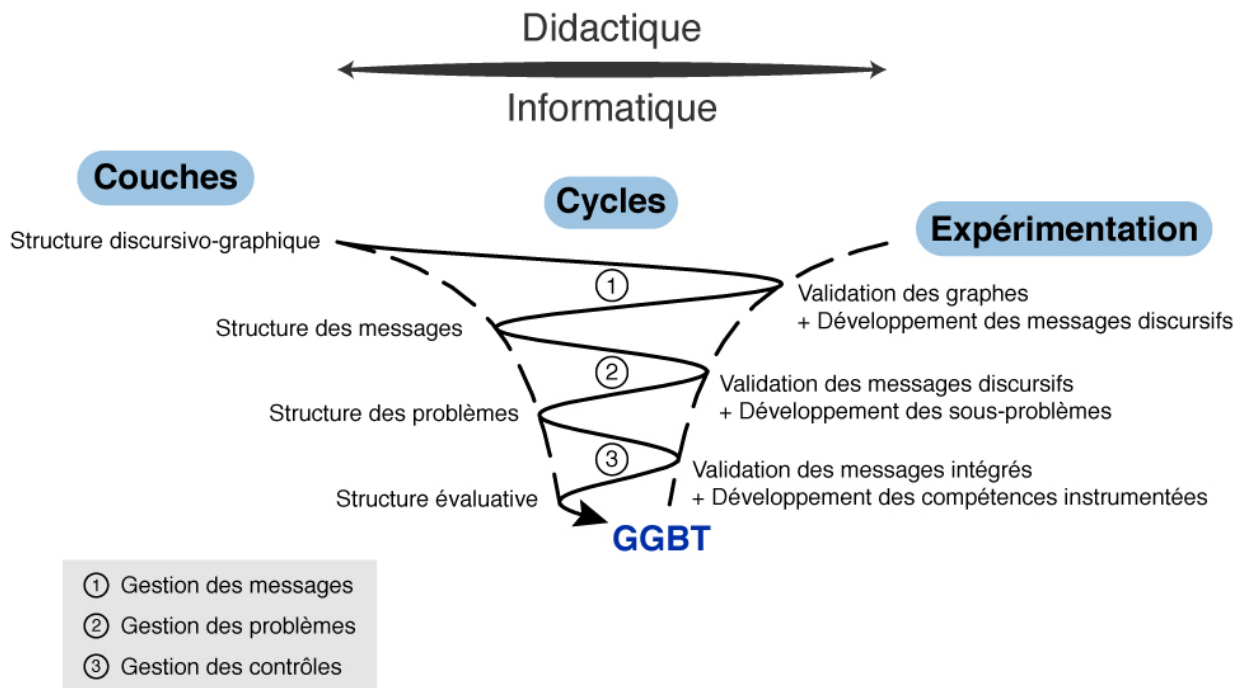 Didactique
Informatique
Couches
Cycles
Expérimentation
Structure discursivo-graphique
1
Validation des graphes
+ Développement des messages discursifs
Structure des messages
2
Validation des messages discursifs
+ Développement des sous-problèmes
Structure des problèmes
3
Validation des messages intégrés
+ Développement des compétences instrumentées
Structure évaluative
GGBT
1 Gestion des messages
2 Gestion des problèmes
3 Gestion des contrôles